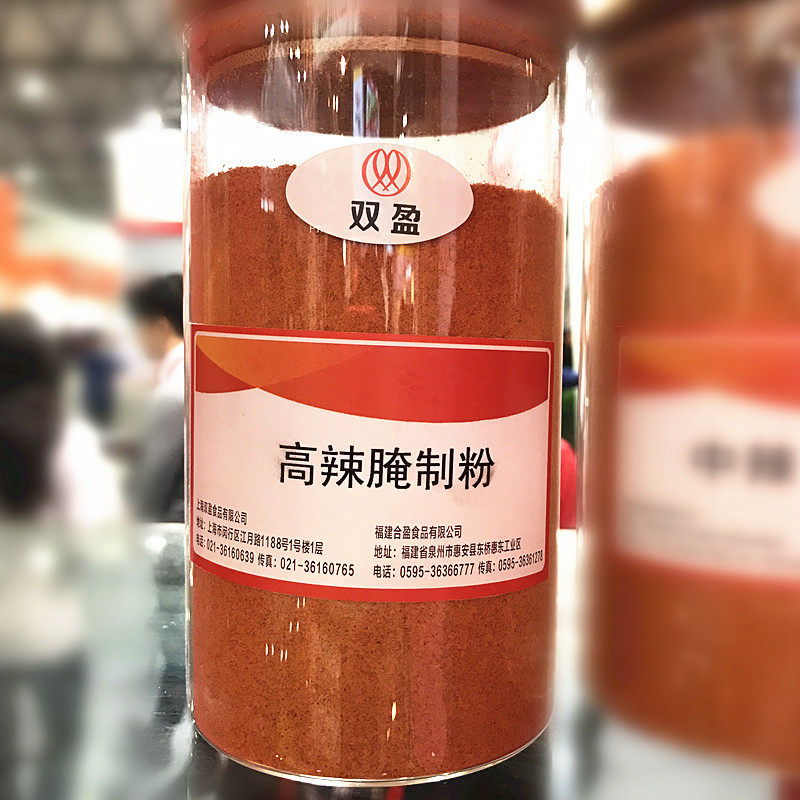 双盈
高辣腌制粉
上海双盈食品有限公司
地址：上海市闵行区江月路1188号1号楼1层
电话：021-36160639 传真：021-36160765
福建合盈食品有限公司
地址：福建省泉州市惠安县东桥惠东工业区
电话：0595-36366777 传真：0595-36361270
中辣